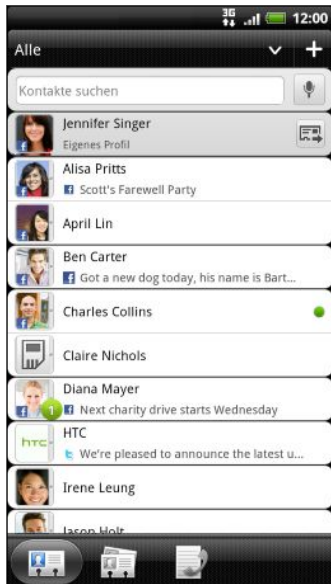 3G 12:00
Alle
Kontakte suchen
Jennifer Singer
Eigenes Profil
Alisa Pritts
Scott's Farewell Party
April Lin
Ben Carter
Got a new dog today, his name is Bart...
Charles Collins
Claire Nichols
Diana Mayer
1 Next charity drive starts Wednesday
HTC
hTC We're pleased to announce the latest u...
Irene Leung
Jason Holt